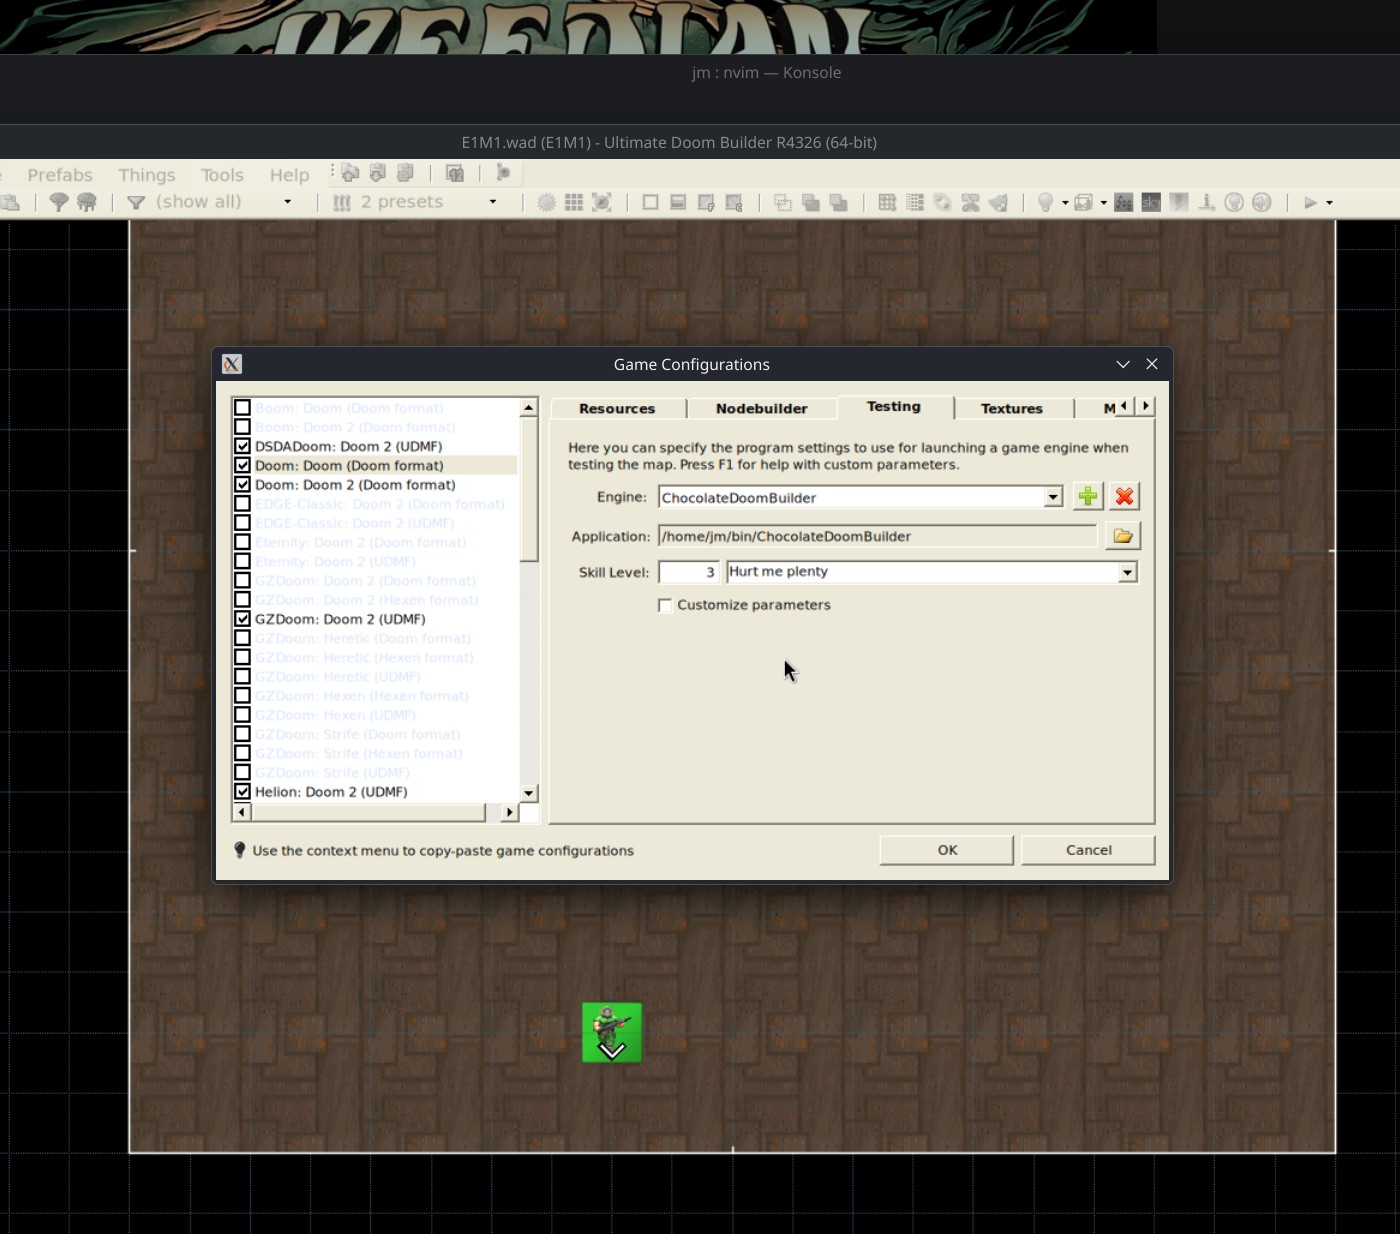 WEEDIAN
jm : nvim — Konsole
E1M1.wad (E1M1) - Ultimate Doom Builder R4326 (64-bit)
Prefabs Things Tools Help
(show all) 2 presets
Game Configurations
Boom: Doom (Doom format)
Boom: Doom 2 (Doom format)
DSDADoom: Doom 2 (UDMF)
Doom: Doom (Doom format)
Doom: Doom 2 (Doom format)
EDGE-Classic: Doom 2 (Doom format)
EDGE-Classic: Doom 2 (UDMF)
Eternity: Doom 2 (Doom format)
Eternity: Doom 2 (UDMF)
GZDoom: Doom 2 (Doom format)
GZDoom: Doom 2 (Hexen format)
GZDoom: Doom 2 (UDMF)
GZDoom: Heretic (Doom format)
GZDoom: Heretic (Hexen format)
GZDoom: Heretic (UDMF)
GZDoom: Hexen (Hexen format)
GZDoom: Hexen (UDMF)
GZDoom: Strife (Doom format)
GZDoom: Strife (Hexen format)
GZDoom: Strife (UDMF)
Helion: Doom 2 (UDMF)
Resources Nodebuilder Testing Textures M
Here you can specify the program settings to use for launching a game engine when
testing the map. Press F1 for help with custom parameters.
Engine: ChocolateDoomBuilder
Application: /home/jm/bin/ChocolateDoomBuilder
Skill Level: 3 Hurt me plenty
Customize parameters
Use the context menu to copy-paste game configurations
OK Cancel